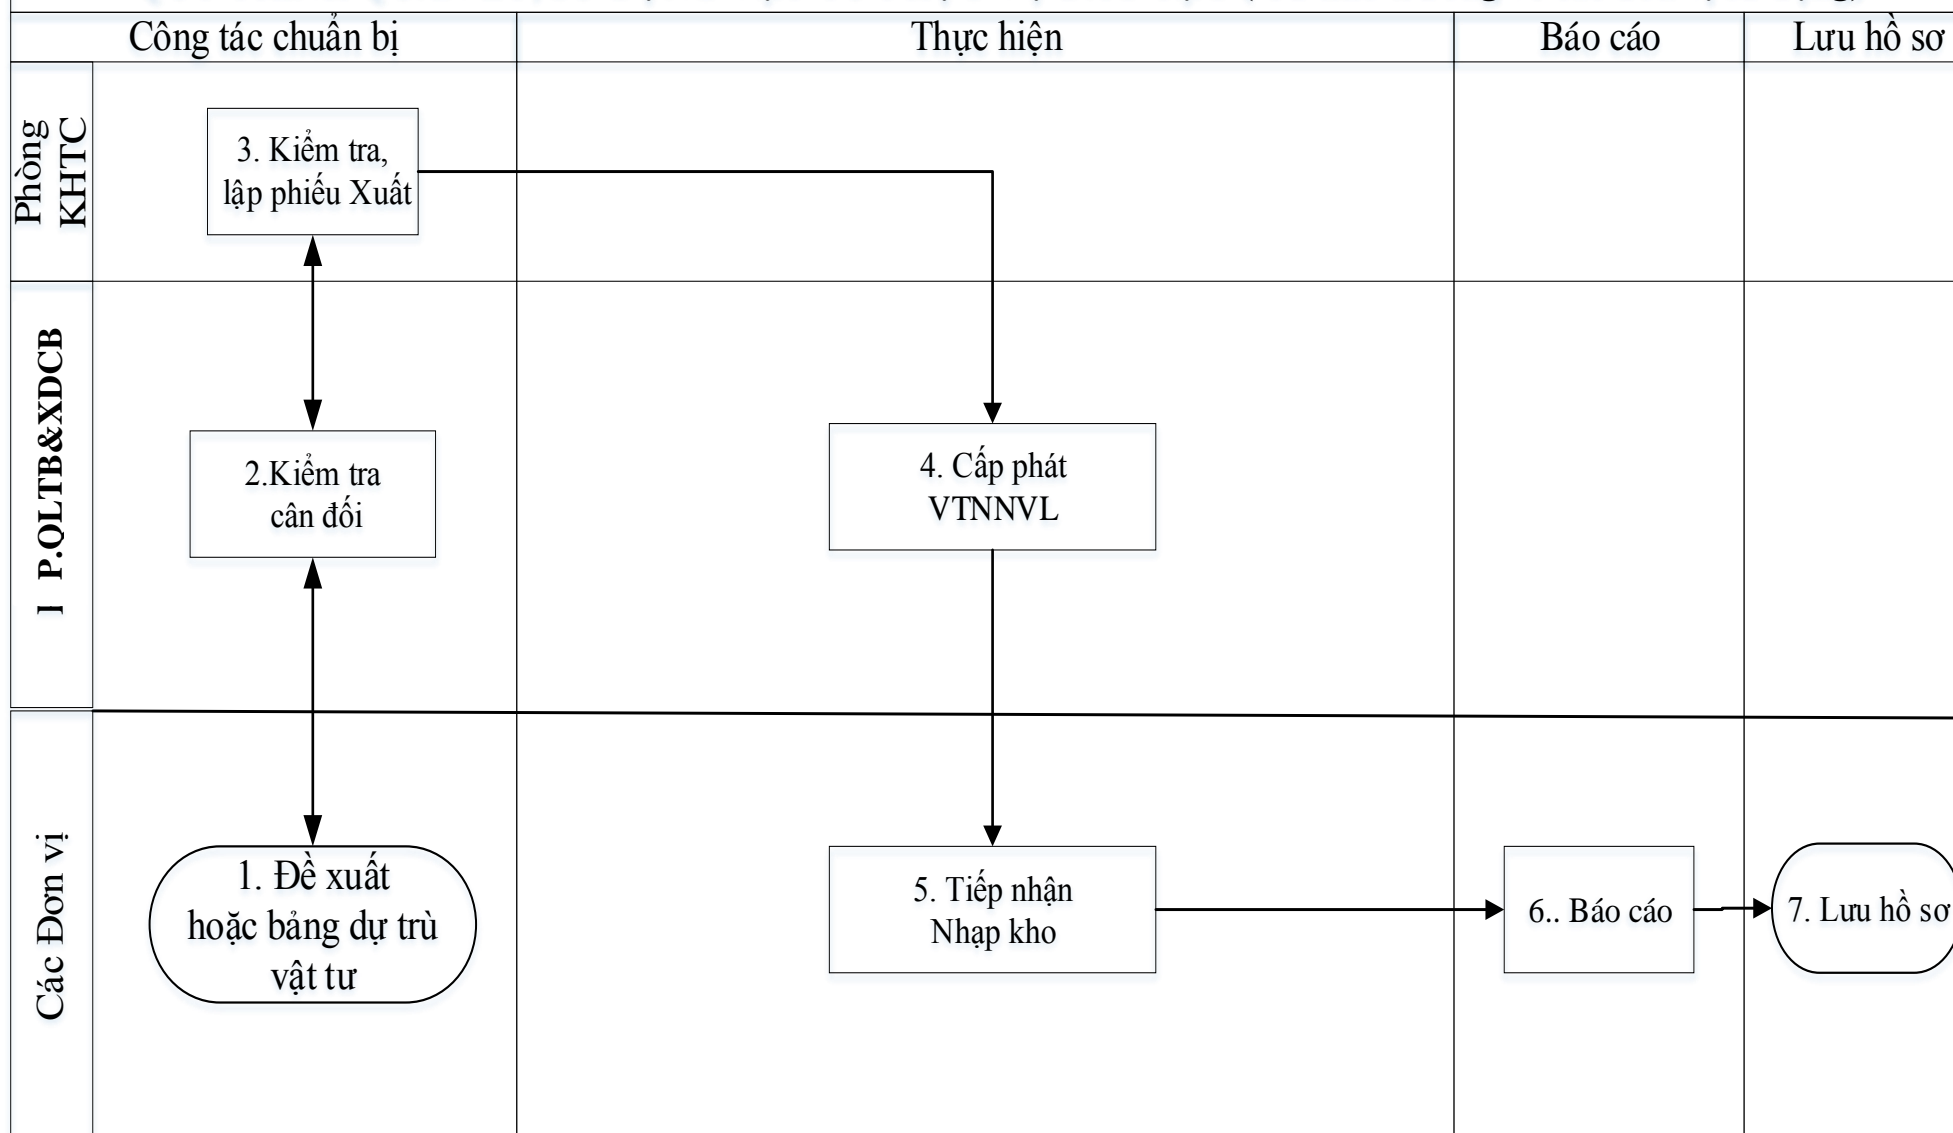 Công tác chuẩn bị
Thực hiện
Báo cáo
Lưu hồ sơ
Phòng
KHTC
3. Kiểm tra,
lập phiếu Xuất
P.QLTB&XDCB
2.Kiểm tra
cân đối
4. Cấp phát
VTNNVL
Các Đơn vị
1. Đề xuất
hoặc bảng dự trù
vật tư
5. Tiếp nhận
Nhạp kho
6.. Báo cáo
7. Lưu hồ sơ